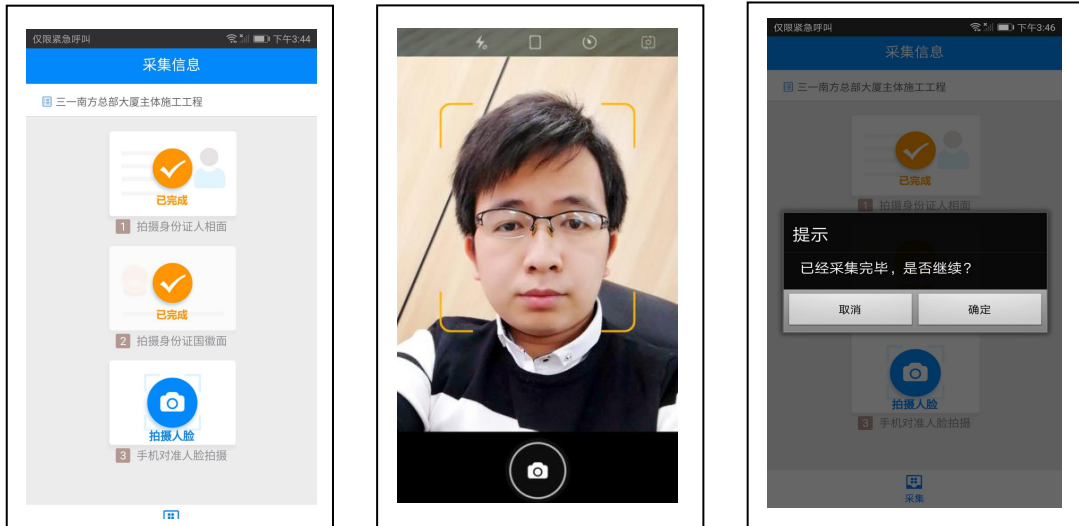 仅限紧急呼叫
下午3:44
采集信息
三一南方总部大厦主体施工工程
已完成
1 拍摄身份证人相面
已完成
2 拍摄身份证国徽面
拍摄人脸
3 手机对准人脸拍摄
仅限紧急呼叫
下午3:46
采集信息
三一南方总部大厦主体施工工程
已完成
1 拍摄身份证人相面
提示
已经采集完毕，是否继续？
取消
确定
拍摄人脸
3 手机对准人脸拍摄
采集